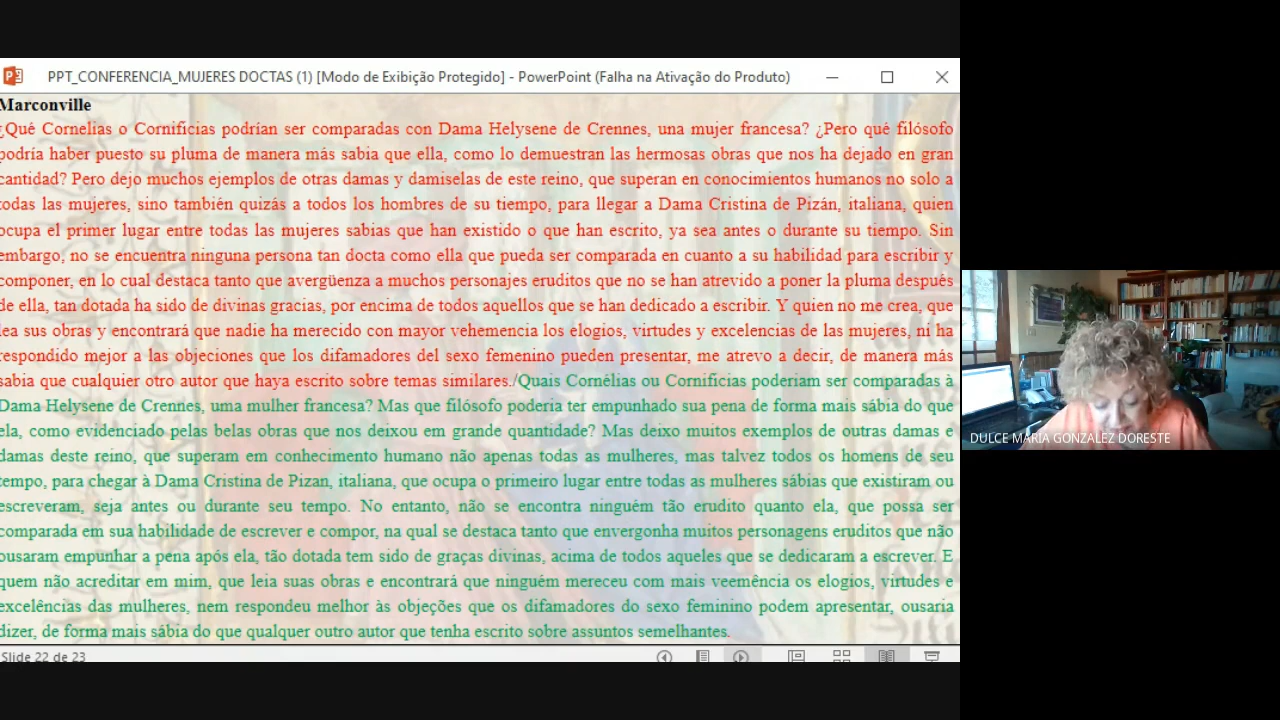 PPT_CONFERENCIA_MUJERES DOCTAS (1) [Modo de Exibição Protegido] - PowerPoint (Falha na Ativação do Produto)
Marconville
¿Qué Cornelias o Cornificias podrían ser comparadas con Dama Helysene de Crennes, una mujer francesa? ¿Pero qué filósofo
podría haber puesto su pluma de manera más sabia que ella, como lo demuestran las hermosas obras que nos ha dejado en gran
cantidad? Pero dejo muchos ejemplos de otras damas y damiselas de este reino, que superan en conocimientos humanos no solo a
todas las mujeres, sino también quizás a todos los hombres de su tiempo, para llegar a Dama Cristina de Pizán, italiana, quien
ocupa el primer lugar entre todas las mujeres sabias que han existido o que han escrito, ya sea antes o durante su tiempo. Sin
embargo, no se encuentra ninguna persona tan docta como ella que pueda ser comparada en cuanto a su habilidad para escribir y
componer, en lo cual destaca tanto que avergüenza a muchos personajes eruditos que no se han atrevido a poner la pluma después
de ella, tan dotada ha sido de divinas gracias, por encima de todos aquellos que se han dedicado a escribir. Y quien no me crea, que
lea sus obras y encontrará que nadie ha merecido con mayor vehemencia los elogios, virtudes y excelencias de las mujeres, ni ha
respondido mejor a las objeciones que los difamadores del sexo femenino pueden presentar, me atrevo a decir, de manera más
sabia que cualquier otro autor que haya escrito sobre temas similares./Quais Cornélias ou Cornifícias poderiam ser comparadas à
Dama Helysene de Crennes, uma mulher francesa? Mas que filósofo poderia ter empunhado sua pena de forma mais sábia do que
ela, como evidenciado pelas belas obras que nos deixou em grande quantidade? Mas deixo muitos exemplos de outras damas e
damas deste reino, que superam em conhecimento humano não apenas todas as mulheres, mas talvez todos os homens de seu
tempo, para chegar à Dama Cristina de Pizan, italiana, que ocupa o primeiro lugar entre todas as mulheres sábias que existiram ou
escreveram, seja antes ou durante seu tempo. No entanto, não se encontra ninguém tão erudito quanto ela, que possa ser
comparada em sua habilidade de escrever e compor, na qual se destaca tanto que envergonha muitos personagens eruditos que não
ousaram empunhar a pena após ela, tão dotada tem sido de graças divinas, acima de todos aqueles que se dedicaram a escrever. E
quem não acreditar em mim, que leia suas obras e encontrará que ninguém mereceu com mais veemência os elogios, virtudes e
excelências das mulheres, nem respondeu melhor às objeções que os difamadores do sexo feminino podem apresentar, ousaria
dizer, de forma mais sábia do que qualquer outro autor que tenha escrito sobre assuntos semelhantes.
Slide 22 de 23
DULCE MARIA GONZALEZ DORESTE